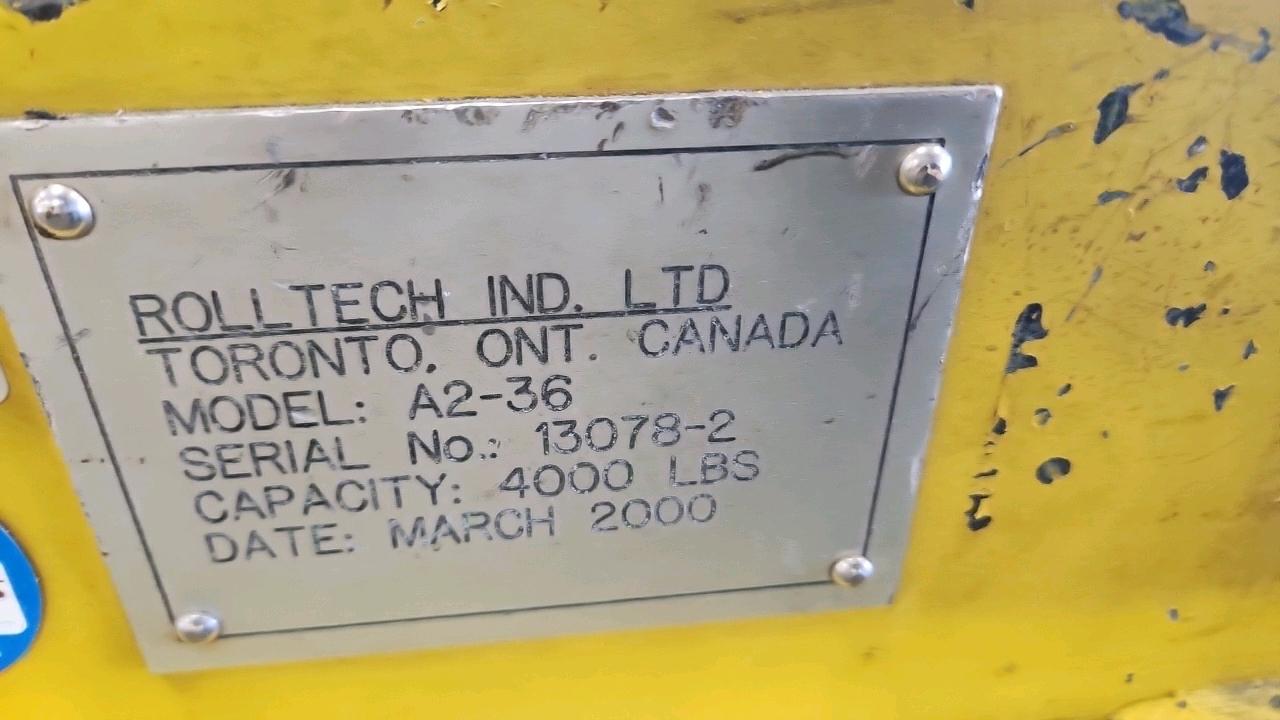 ROLLTECH IND. LTD
TORONTO, ONT. CANADA
MODEL: A2-36
SERIAL No.: 13078-2
CAPACITY: 4000 LBS
DATE: MARCH 2000